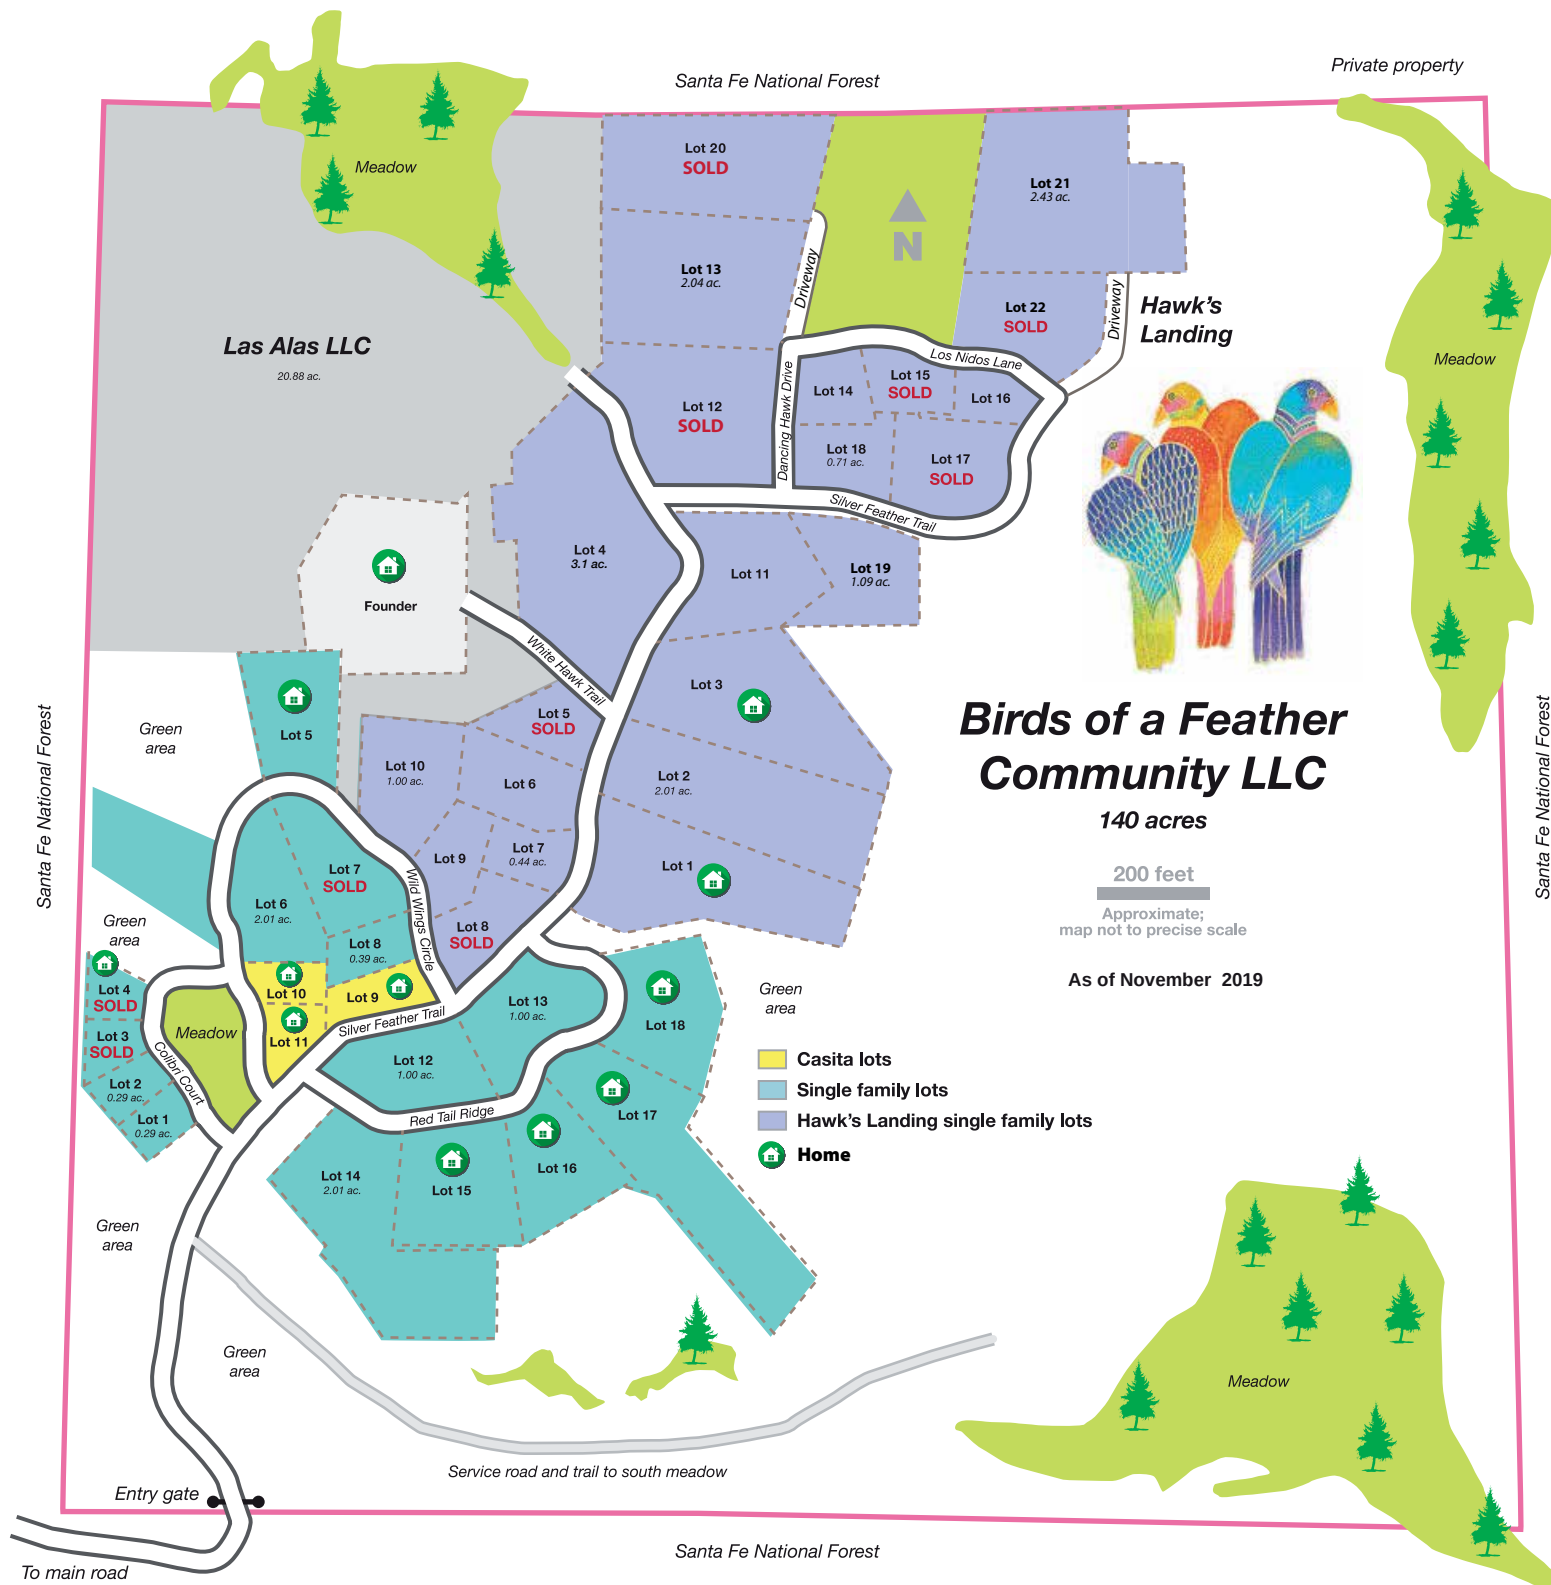 Private property
Santa Fe National Forest
Meadow
Lot 20
SOLD
Lot 21
2.43 ac.
N
Lot 13
2.04 ac.
Driveway
Driveway
Lot 22
SOLD
Hawk's
Landing
Las Alas LLC
20.88 ac.
Los Nidos Lane
Meadow
Dancing Hawk Drive
Lot 14
Lot 15
SOLD
Lot 16
Lot 12
SOLD
Lot 18
0.71 ac.
Lot 17
SOLD
Silver Feather Trail
Lot 4
3.1 ac.
Lot 11
Lot 19
1.09 ac.
Founder
White Hawk Trail
Lot 3
Lot 5
SOLD
Lot 5
Green
area
Santa Fe National Forest
Santa Fe National Forest
Birds of a Feather
Community LLC
140 acres
Lot 10
1.00 ac.
Lot 6
Lot 2
2.01 ac.
Lot 9
Lot 7
0.44 ac.
Lot 1
200 feet
Approximate;
map not to precise scale
As of November 2019
Lot 7
SOLD
Wild Wings Circle
Lot 6
2.01 ac.
Lot 8
0.39 ac.
Lot 8
SOLD
Green
area
Lot 4
SOLD
Lot 10
Lot 9
Lot 13
1.00 ac.
Lot 18
Green
area
Silver Feather Trail
Meadow
Lot 11
Lot 3
SOLD
Colibri Court
Lot 12
1.00 ac.
Casita lots
Single family lots
Hawk's Landing single family lots
Home
Lot 2
0.29 ac.
Lot 1
0.29 ac.
Red Tail Ridge
Lot 17
Lot 16
Lot 14
2.01 ac.
Lot 15
Green
area
Green
area
Meadow
Service road and trail to south meadow
Entry gate
Santa Fe National Forest
To main road